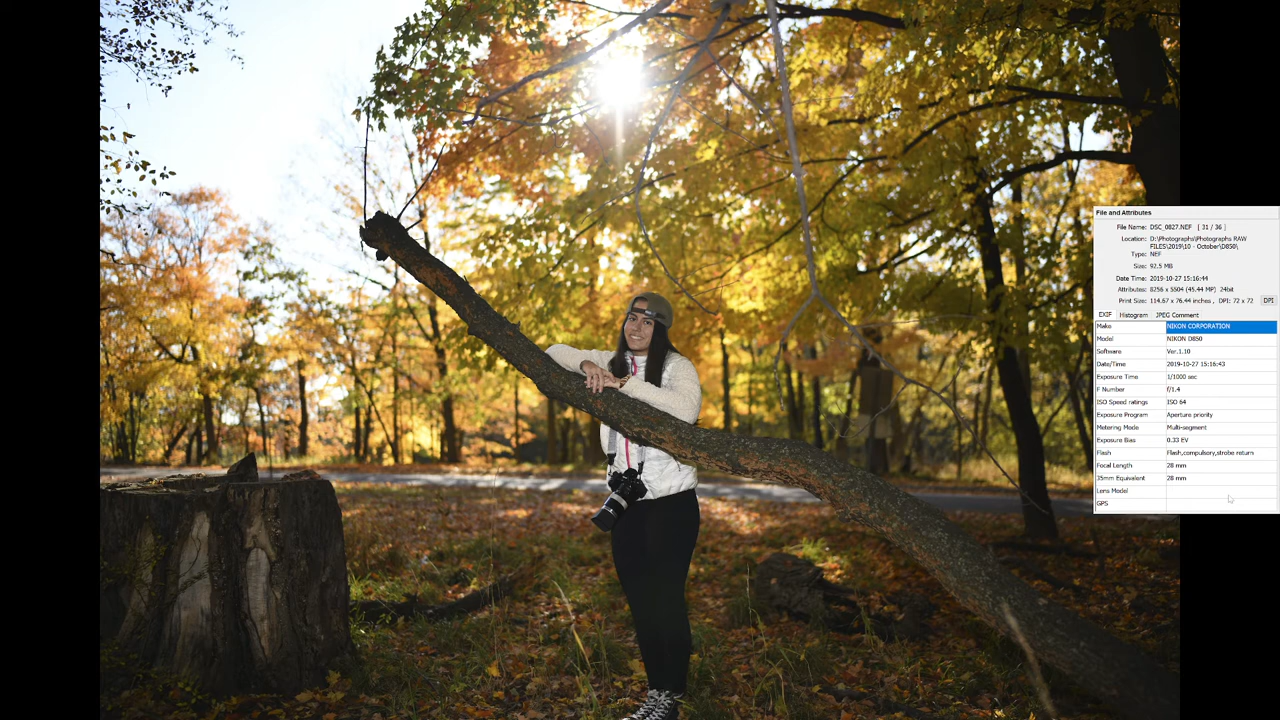 File and Attributes
File Name: DSC_0827.NEF [ 31 / 36 ]
Location: D:\Photographs\Photographs RAW
FILES\2019\10 - October\D850\
Type: NEF
Size: 92.5 MB
Date Time: 2019-10-27 15:16:44
Attributes: 8256 x 5504 (45.44 MP) 24bit
Print Size: 114.67 x 76.44 inches, DPI: 72 x 72 DPI
EXIF Histogram JPEG Comment
Make NIKON CORPORATION
Model NIKON D850
Software Ver.1.10
Date/Time 2019-10-27 15:16:43
Exposure Time 1/1000 sec
F Number f/1.4
ISO Speed ratings ISO 64
Exposure Program Aperture priority
Metering Mode Multi-segment
Exposure Bias 0.33 EV
Flash Flash,compulsory,strobe return
Focal Length 28 mm
35mm Equivalent 28 mm
Lens Model
GPS